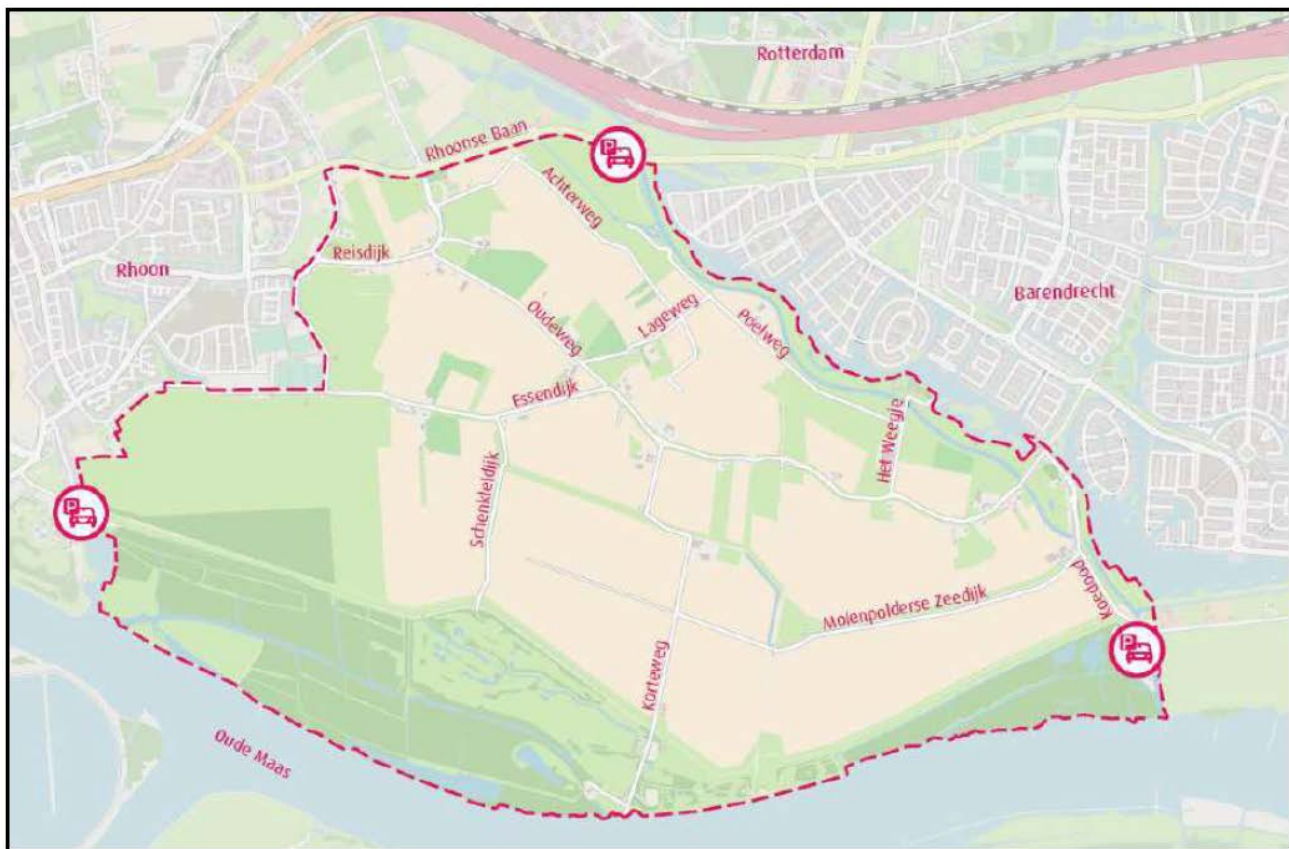 Rotterdam
Rhoonse Baan
P
Achterweg
Reisdijk
Rhoon
Barendrecht
Oudeweg
Lageweg
Poelweg
Essendijk
Het Weegje
Schenkeldijk
P
Molenpolderse Zeedijk
Koedood
P
Korteweg
Oude Maas